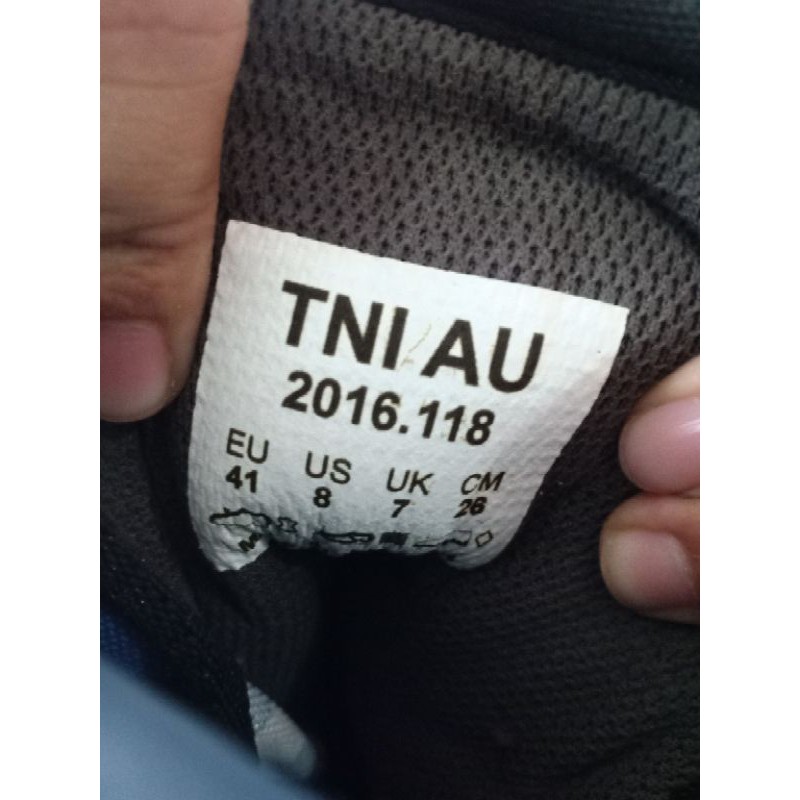 TNI AU
2016.118
EU US UK CM
41 8 7 26